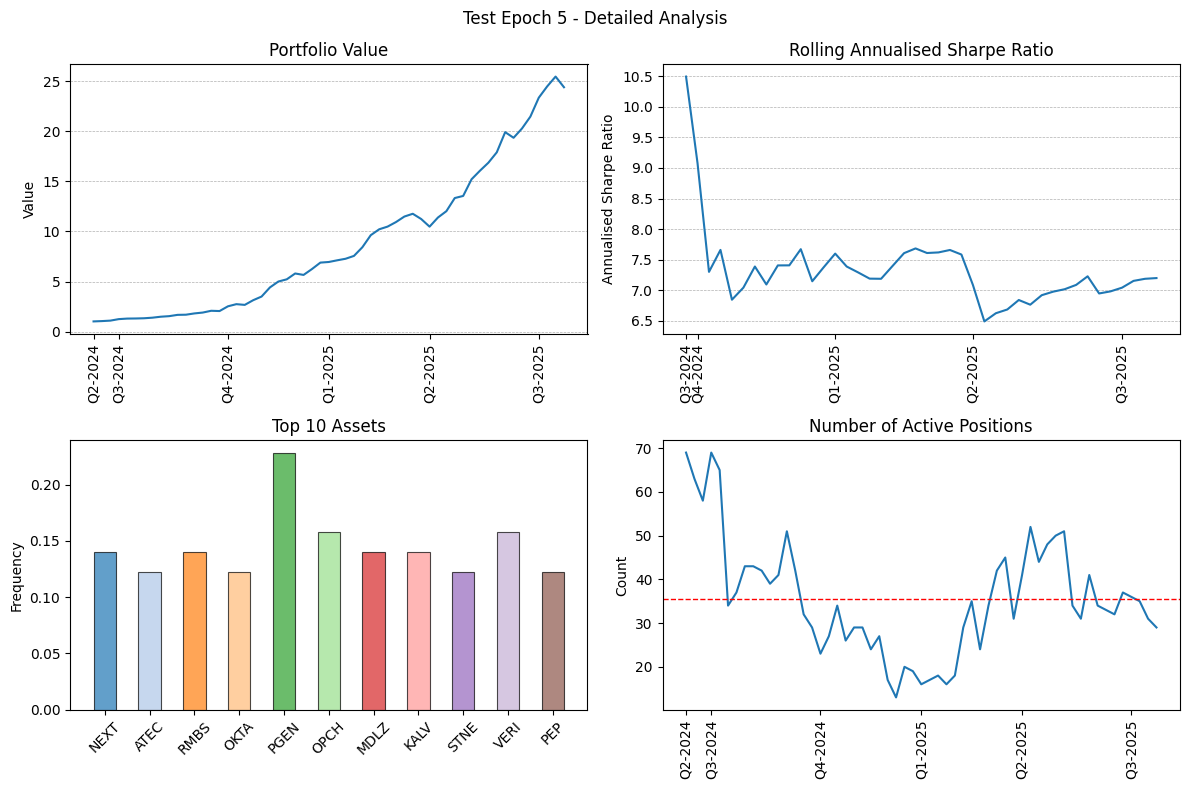 Test Epoch 5 - Detailed Analysis
Portfolio Value
Value
25
20
15
10
5
0
Q2-2024
Q3-2024
Q4-2024
Q1-2025
Q2-2025
Q3-2025
Rolling Annualised Sharpe Ratio
Annualised Sharpe Ratio
10.5
10.0
9.5
9.0
8.5
8.0
7.5
7.0
6.5
Q3-2024
Q4-2024
Q1-2025
Q2-2025
Q3-2025
Top 10 Assets
Frequency
0.20
0.15
0.10
0.05
0.00
NEXT
ATEC
RMBS
OKTA
PGEN
OPCH
MDLZ
KALV
STNE
VERI
PEP
Number of Active Positions
Count
70
60
50
40
30
20
Q2-2024
Q3-2024
Q4-2024
Q1-2025
Q2-2025
Q3-2025